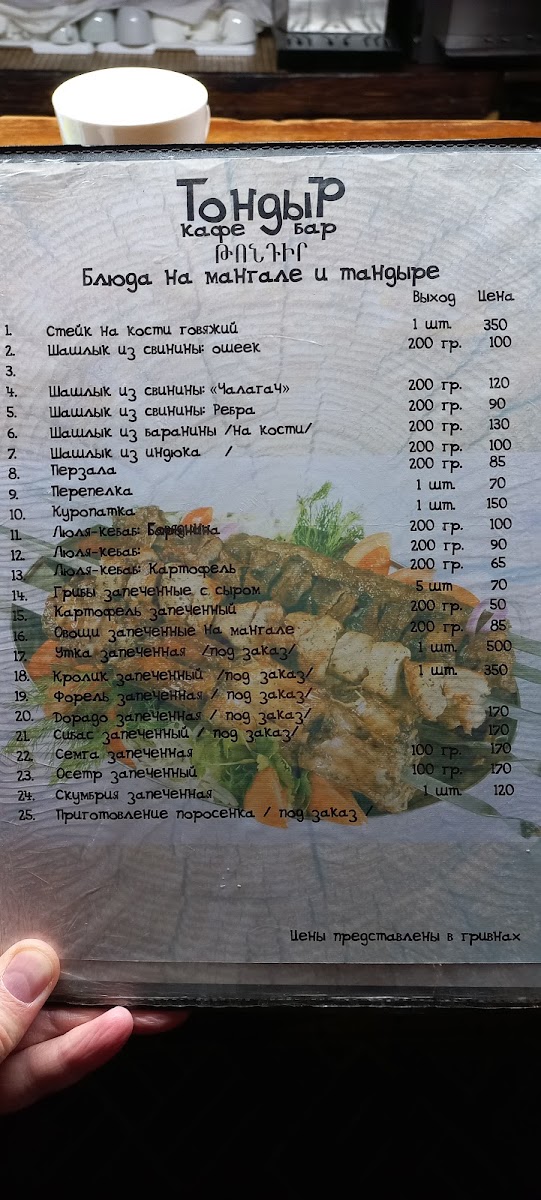 Тондыр
кафе бар
ԹՈՆԴԻՐ
Блюда на мангале и тандыре
Выход Цена
1. Стейк на кости говяжий 1 шт. 350
2. Шашлык из свинины: ошеек 200 гр. 100
3.
4. Шашлык из свинины: «Чалагач» 200 гр. 120
5. Шашлык из свинины: Ребра 200 гр. 90
6. Шашлык из баранины /на кости/ 200 гр. 130
7. Шашлык из индюка / 200 гр. 100
8. Перзала 200 гр. 85
9. Перепелка 1 шт. 70
10. Куропатка 1 шт. 150
11. Люля-кебаб: 200 гр. 100
12. Люля-кебаб: 200 гр. 90
13. Люля-кебаб: Картофель 200 гр. 65
14. Грибы запеченные с сыром 5 шт 70
15. Картофель запеченный 200 гр. 50
16. Овощи запеченные на мангале 200 гр. 85
17. Утка запеченная /под заказ/ 1 шт. 500
18. Кролик запеченный /под заказ/ 1 шт. 350
19. Форель запеченная / под заказ/
20. Дорадо запеченная / под заказ/ 170
21. Сибас запеченный / под заказ/ 170
22. Семга запеченная 100 гр. 170
23. Осетр запеченный 100 гр. 170
24. Скумбрия запеченная 1 шт. 120
25. Приготовление поросенка / под заказ /
Цены представлены в гривнах